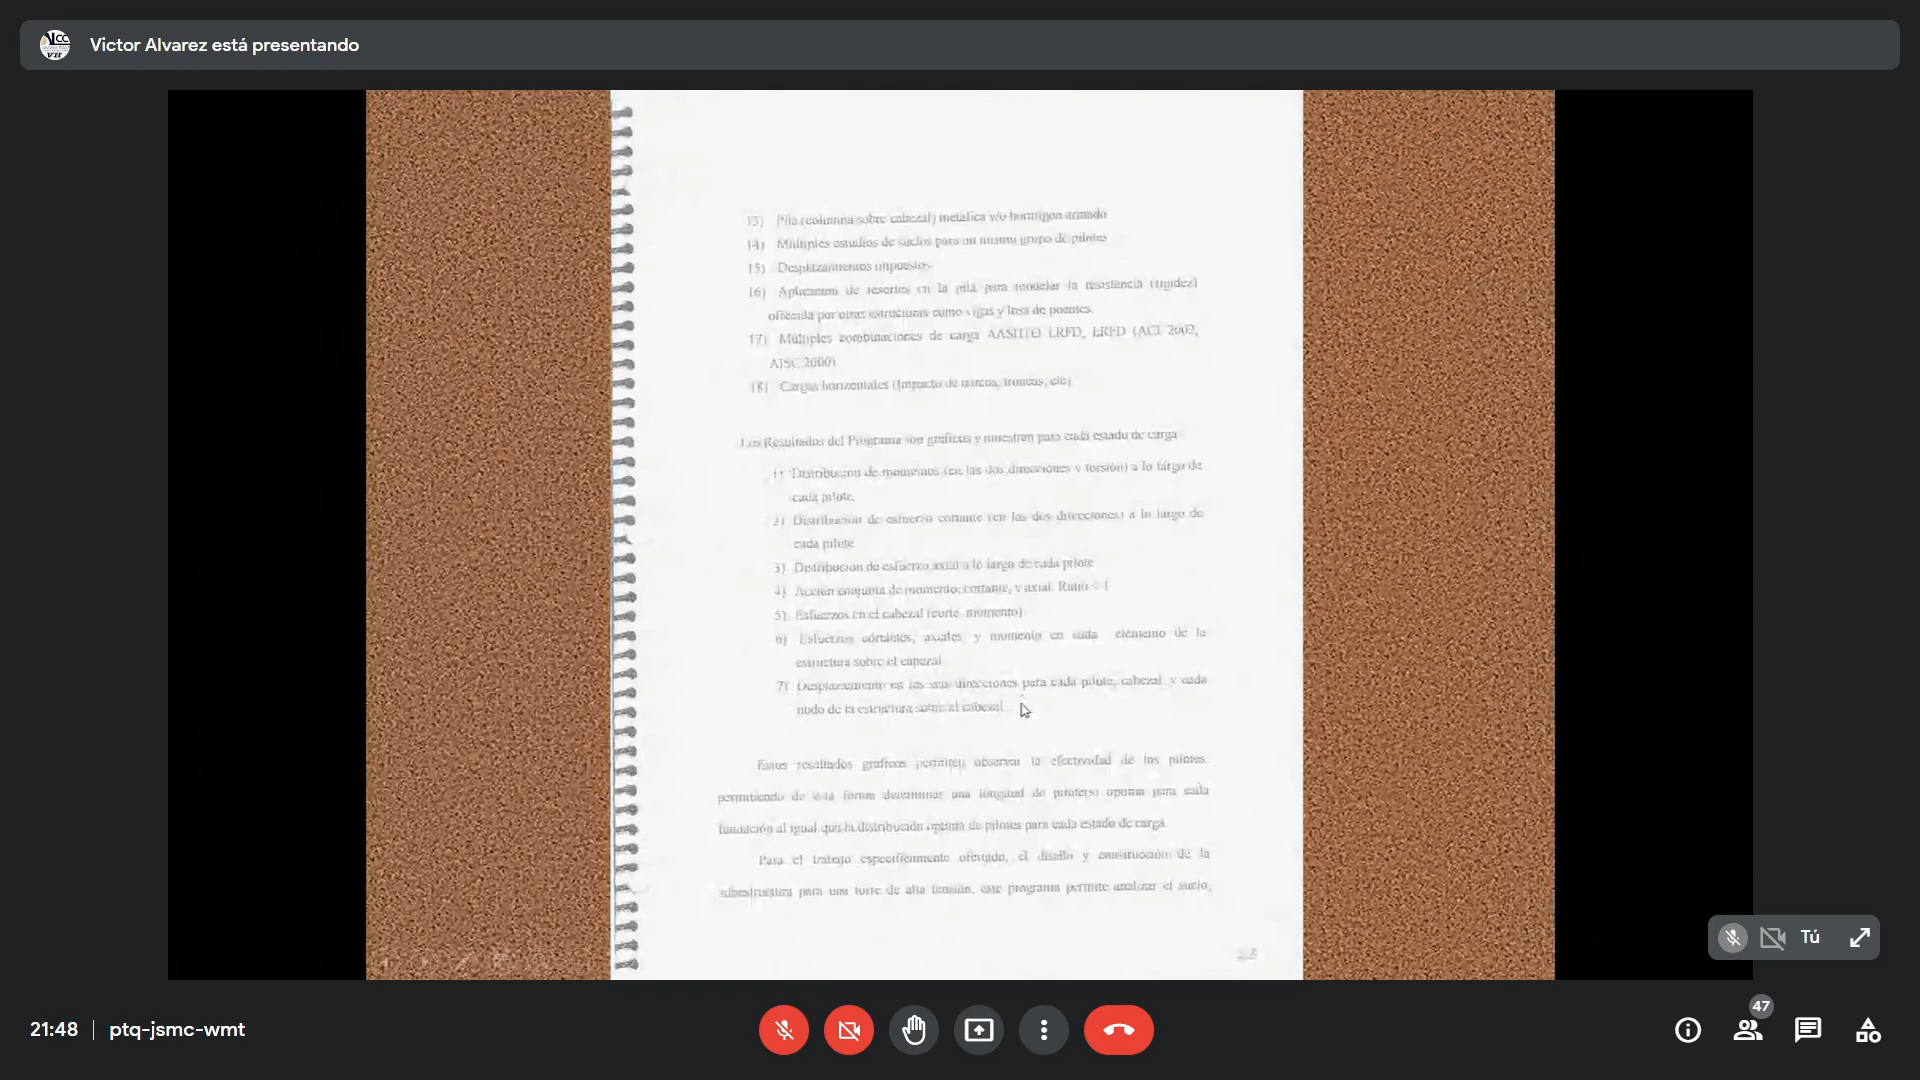 Victor Alvarez está presentando
13) Pila (columna sobre cabezal) metalica y/o hormigon armado
14) Multiples estudios de suelos para un mismo grupo de pilotes
15) Desplazamientos impuestos
16) Aplicacion de resortes en la pila para modelar la resistencia (rigidez)
ofrecida por otras estructuras como vigas y losa de puentes.
17) Multiples combinaciones de carga AASHTO LRFD, LRFD (ACI 2002,
AISC 2000)
18) Cargas horizontales (Impacto de barcos, troncos, etc)
Los Resultados del Programa son graficos y muestran para cada estado de carga
1) Distribucion de momentos (en las dos direcciones y torsion) a lo largo de
cada pilote.
2) Distribucion de esfuerzo cortante (en las dos direcciones) a lo largo de
cada pilote
3) Distribucion de esfuerzo axial a lo largo de cada pilote
4) Accion conjunta de momento, cortante, y axial. Ratio < 1
5) Esfuerzos en el cabezal (corte, momento)
6) Esfuerzos cortantes, axiales, y momento en cada elemento de la
estructura sobre el
7) Desplazamiento en las seis direcciones para cada pilote, cabezal, y cada
nodo de la estructura sobre el cabezal.
Estos resultados graficos permiten observar la efectividad de los pilotes,
permitiendo de esta forma determinar una longitud de pilote(s) optima para cada
fundación al igual que la distribución optima de pilotes para cada estado de carga.
Para el trabajo especificamente ofertado, el diseño y construcción de la
subestructura para una torre de alta tensión, este programa permite analizar el suelo,
Tú
21:48 | ptq-jsmc-wmt
47